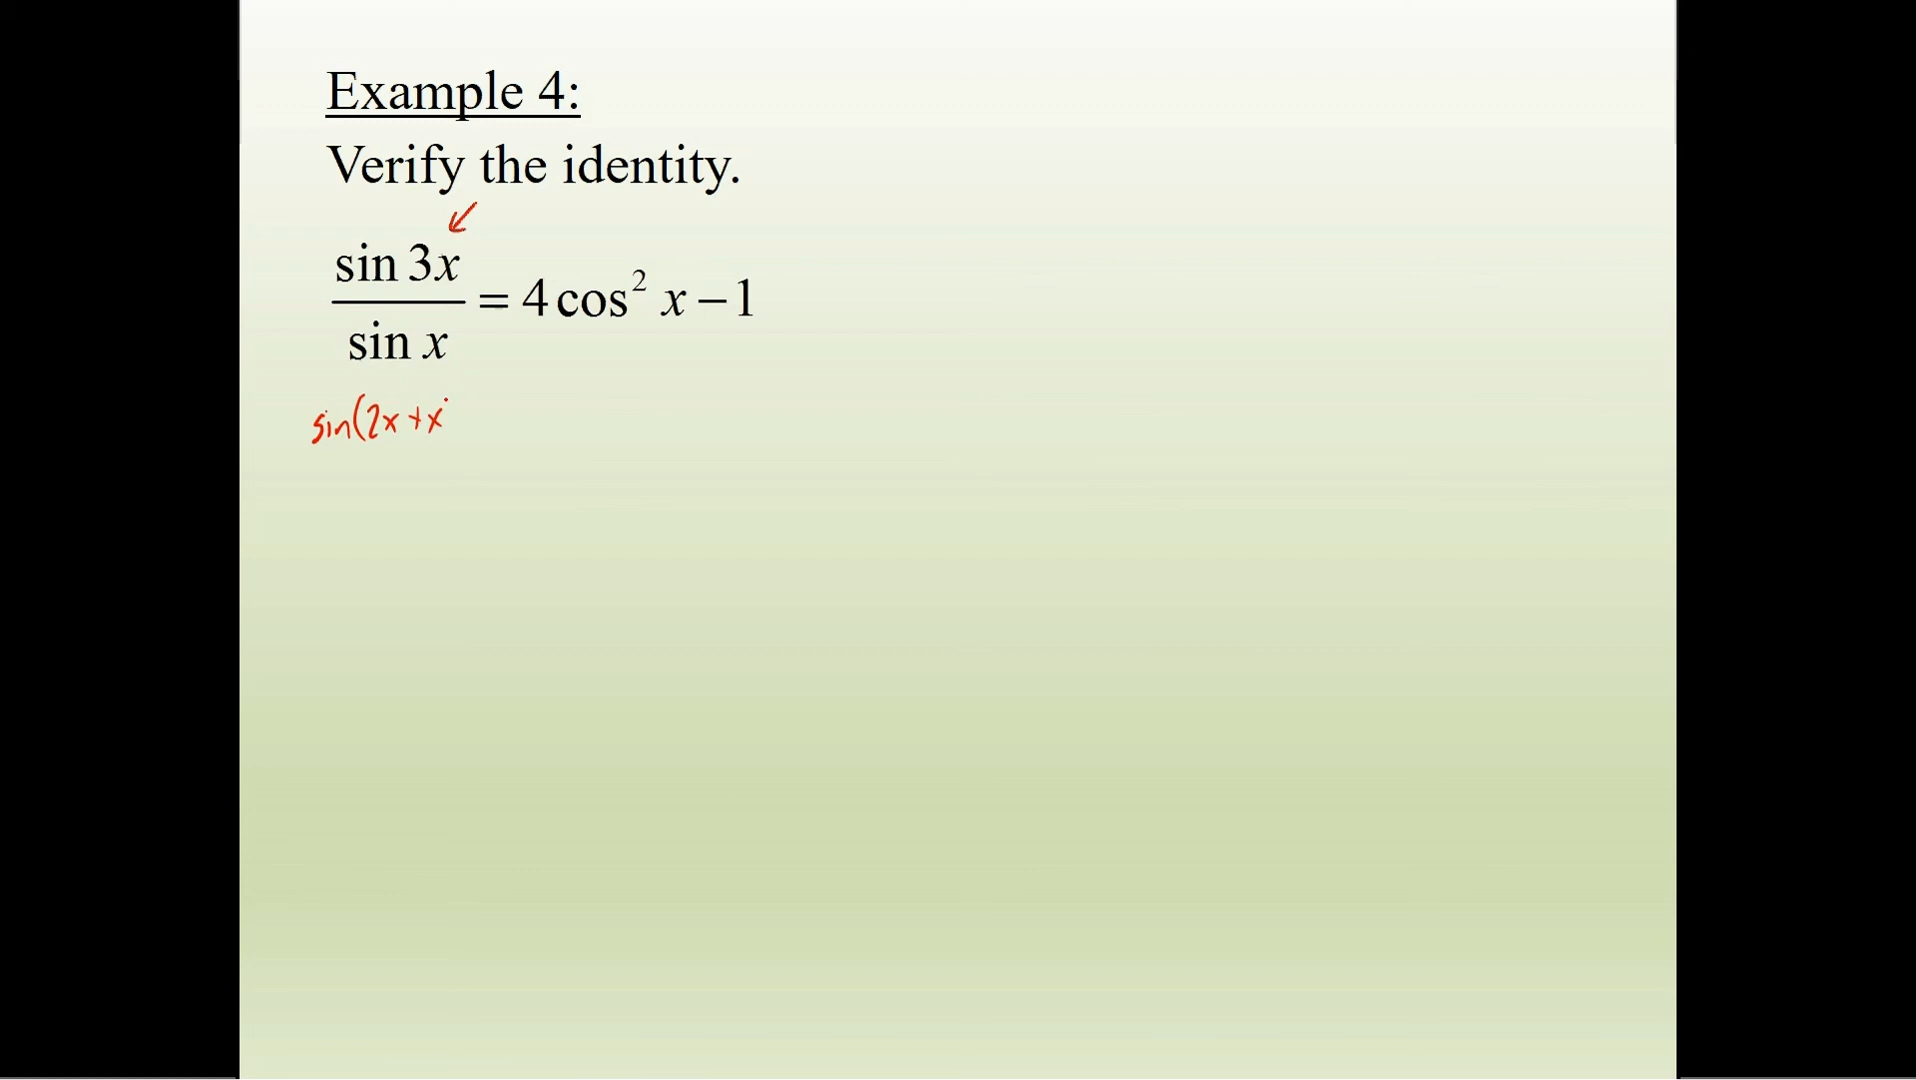 Example 4:
Verify the identity.
sin 3x
———
sin x
= 4 cos² x − 1
sin(2x + x